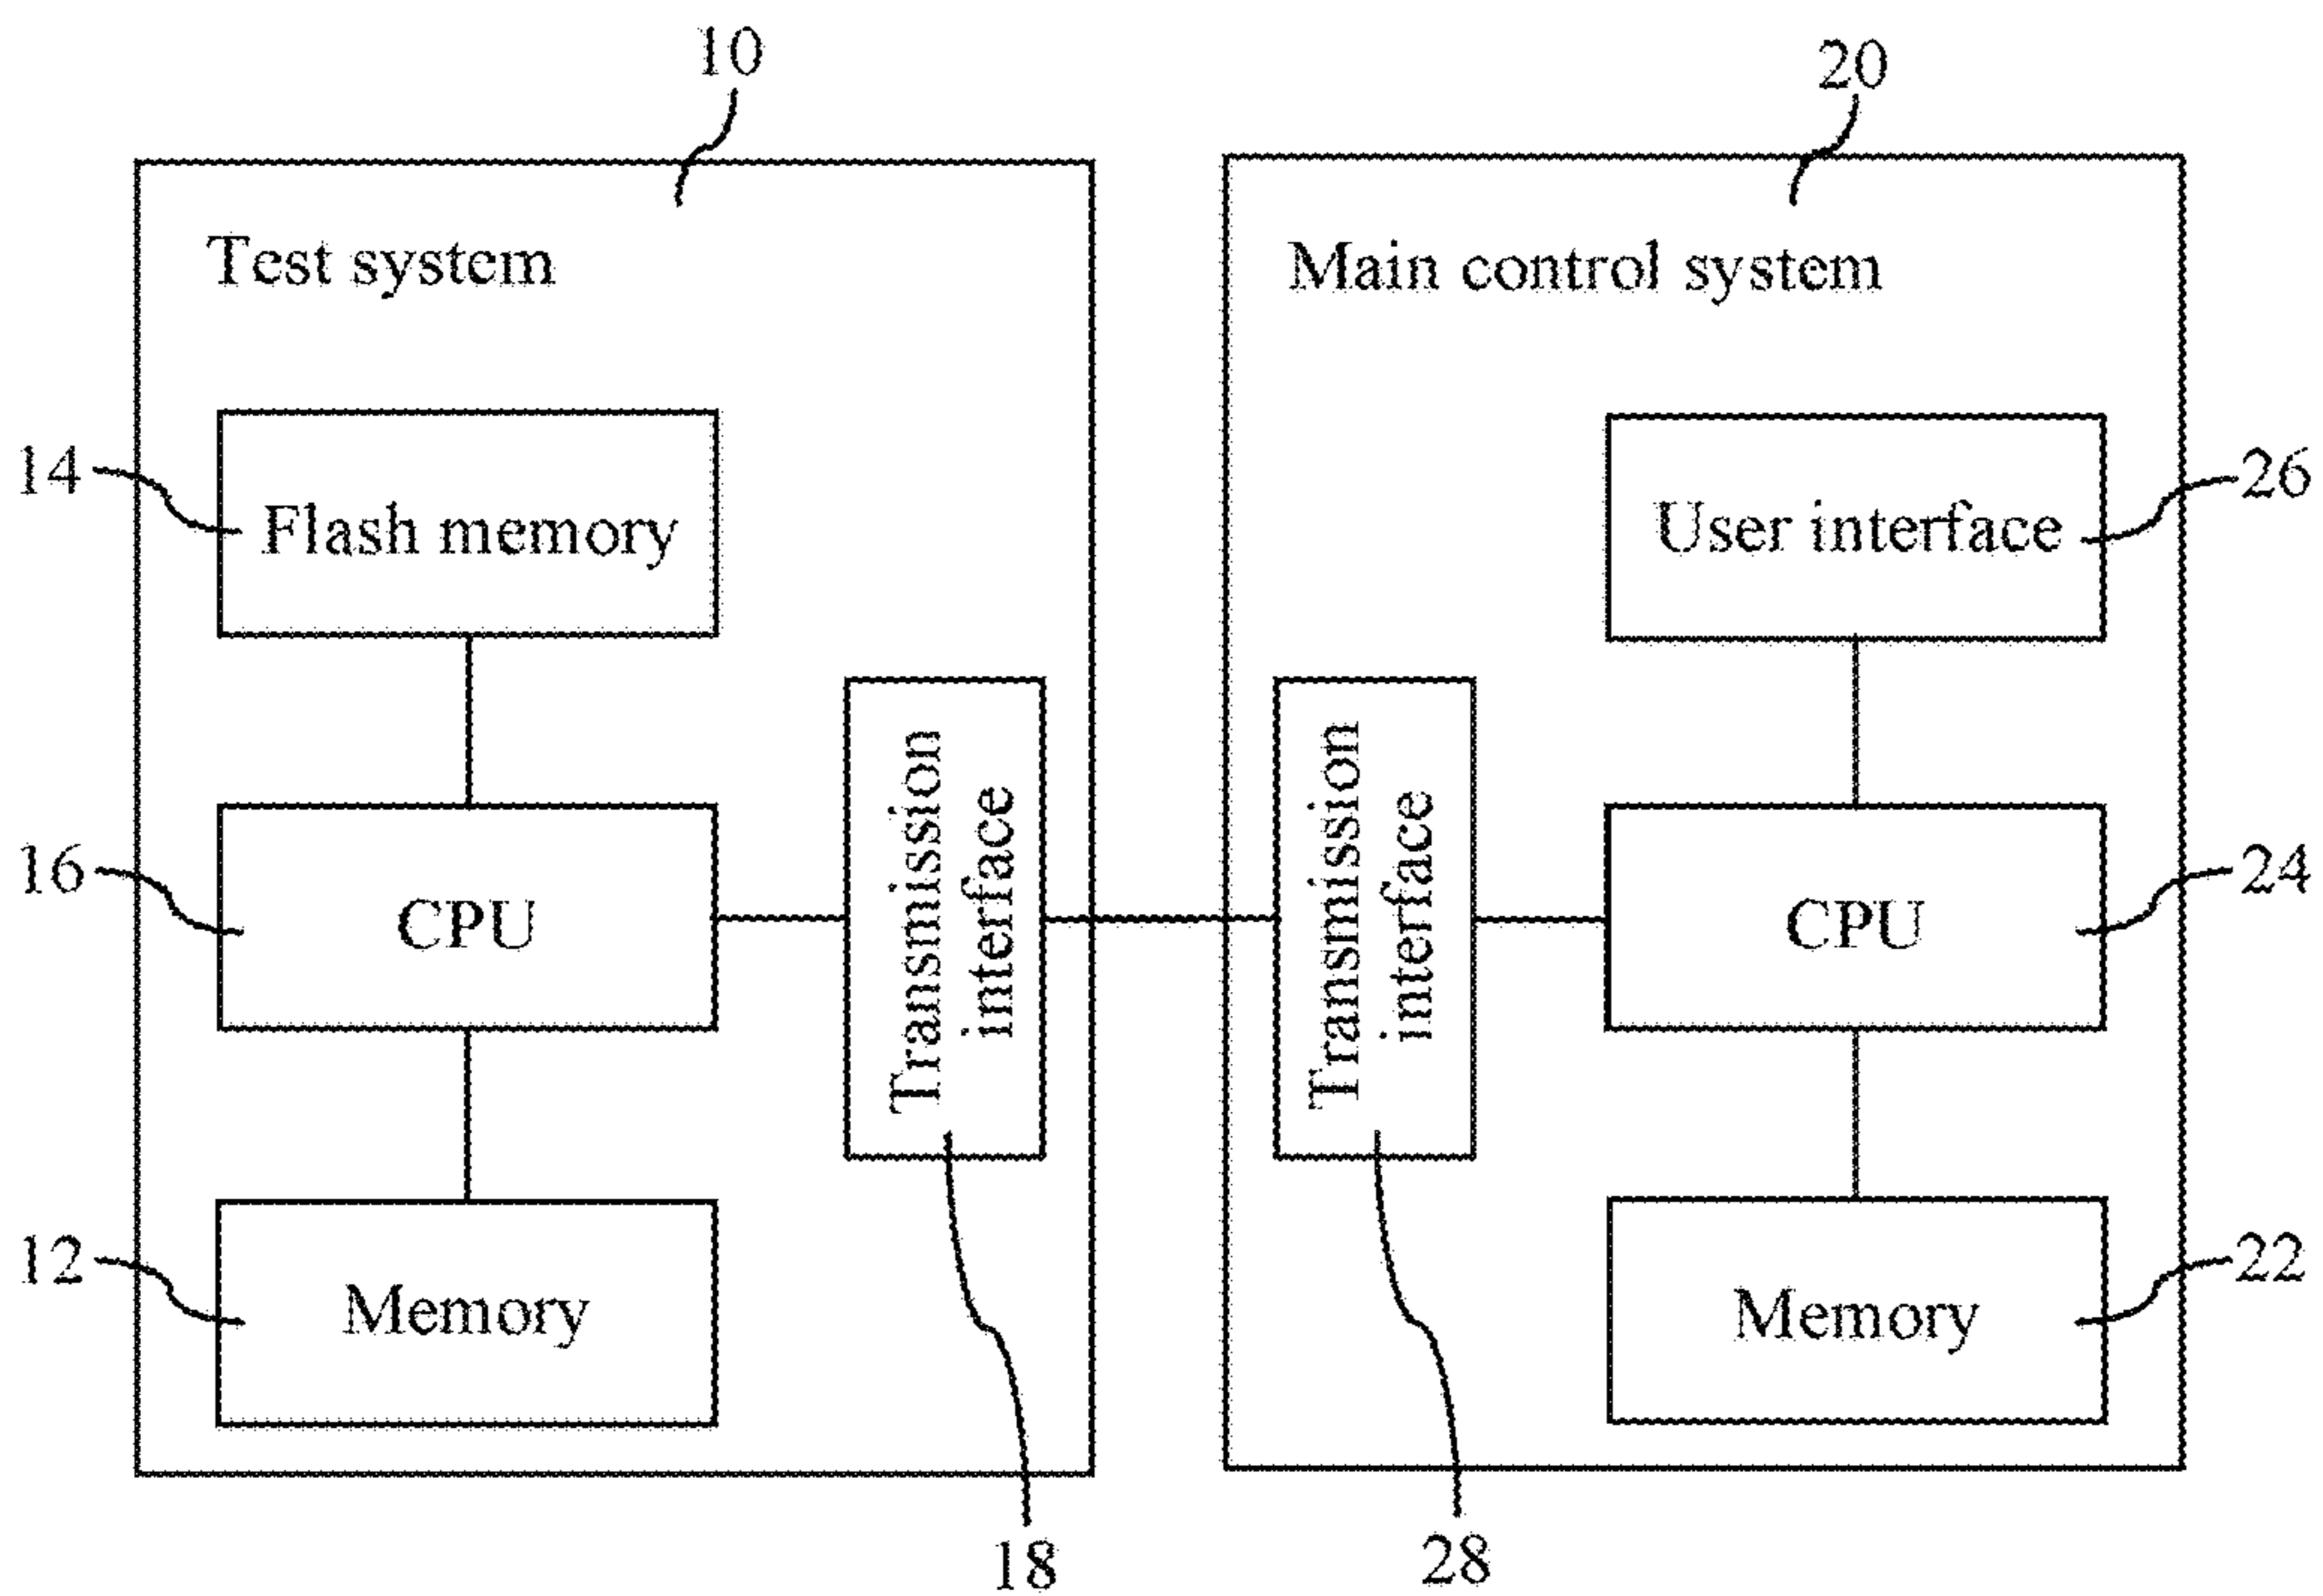 10
20
Test system
Main control system
14
Flash memory
User interface
26
16
CPU
Transmission
interface
Transmission
interface
CPU
24
12
Memory
Memory
22
18
28